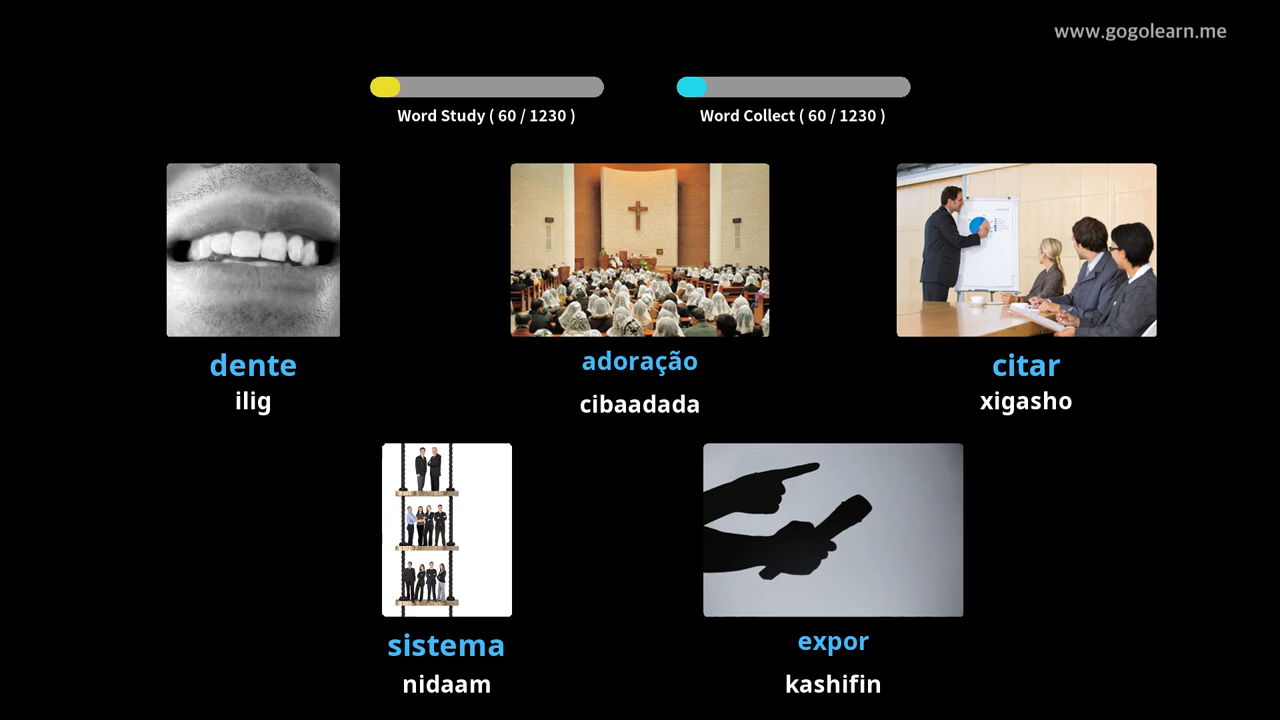 www.gogolearn.me
Word Study ( 60 / 1230 )
Word Collect ( 60 / 1230 )
dente
ilig
adoração
cibaadada
citar
xigasho
sistema
nidaam
expor
kashifin